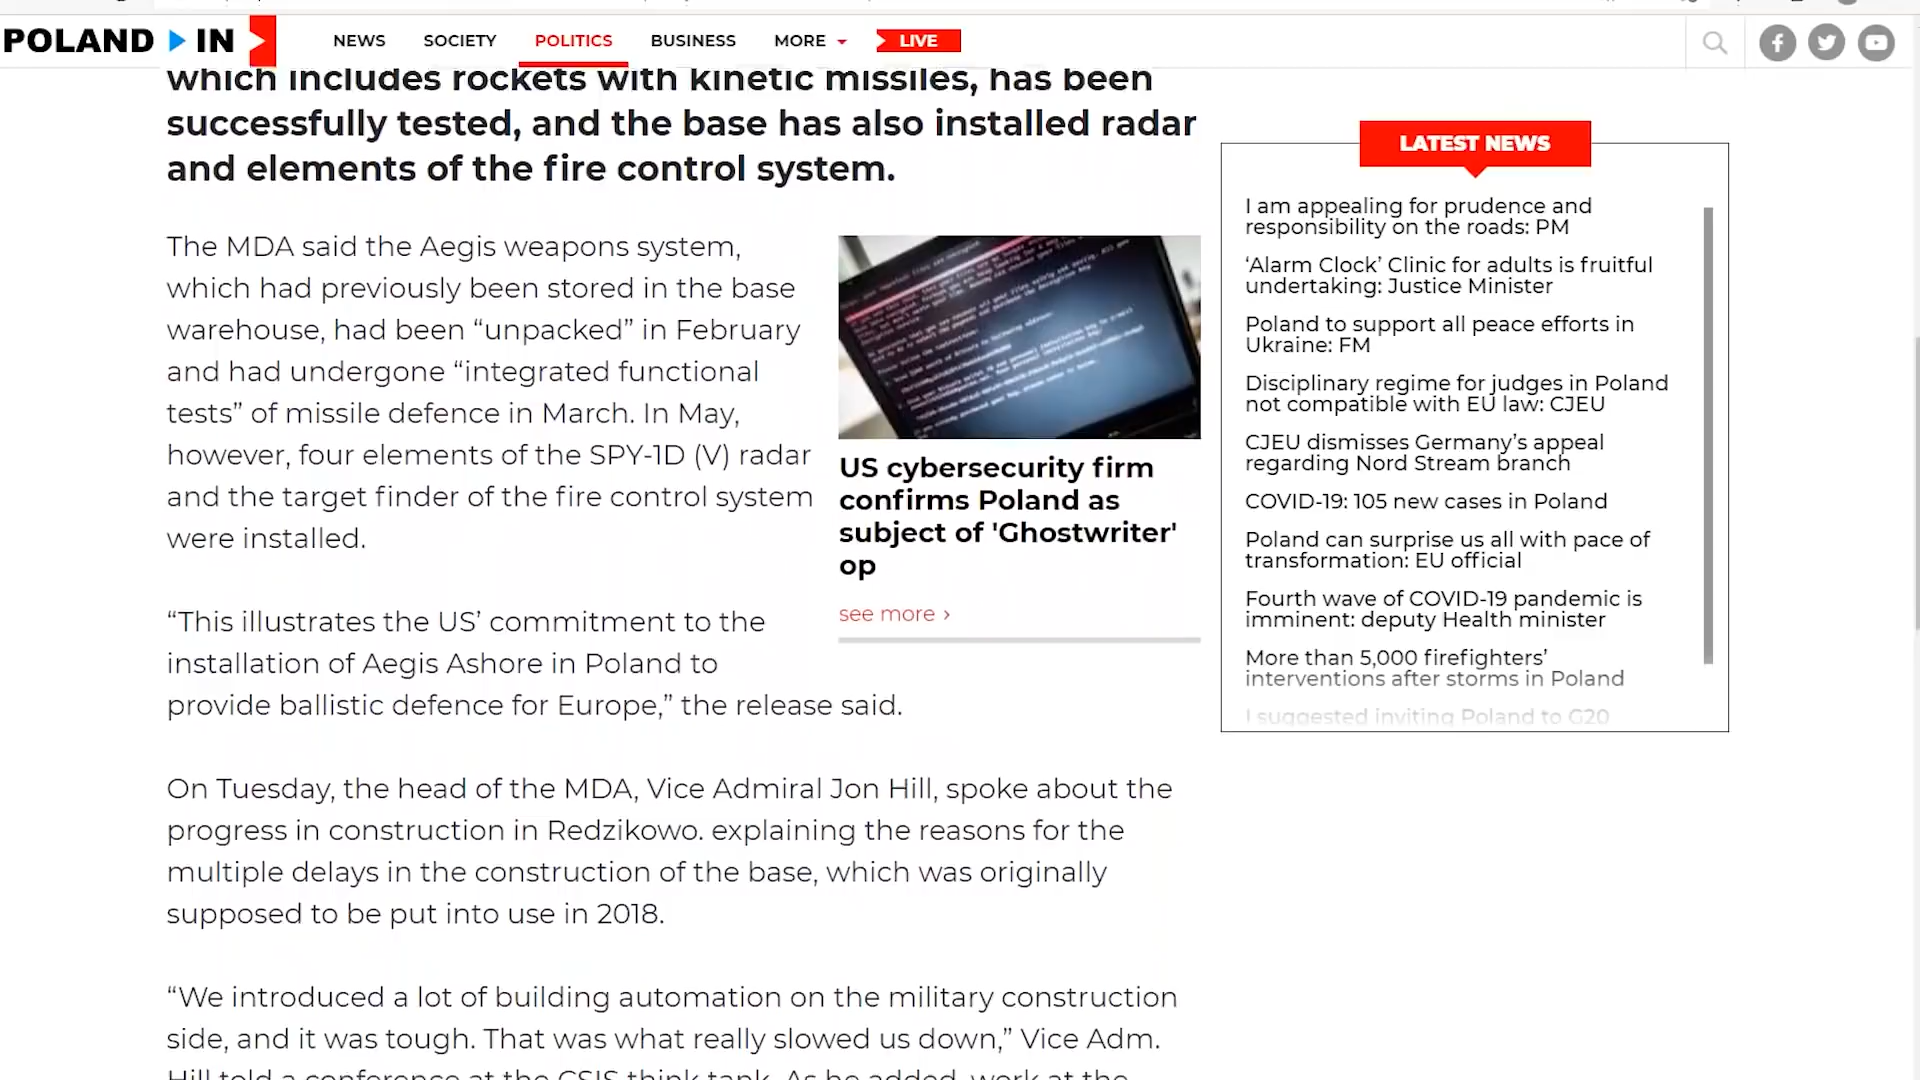 POLAND IN
NEWS SOCIETY POLITICS BUSINESS MORE LIVE
which includes rockets with kinetic missiles, has been
successfully tested, and the base has also installed radar
and elements of the fire control system.
The MDA said the Aegis weapons system,
which had previously been stored in the base
warehouse, had been “unpacked” in February
and had undergone “integrated functional
tests” of missile defence in March. In May,
however, four elements of the SPY-1D (V) radar
and the target finder of the fire control system
were installed.
US cybersecurity firm
confirms Poland as
subject of 'Ghostwriter'
op
see more ›
“This illustrates the US’ commitment to the
installation of Aegis Ashore in Poland to
provide ballistic defence for Europe,” the release said.
On Tuesday, the head of the MDA, Vice Admiral Jon Hill, spoke about the
progress in construction in Redzikowo. explaining the reasons for the
multiple delays in the construction of the base, which was originally
supposed to be put into use in 2018.
“We introduced a lot of building automation on the military construction
side, and it was tough. That was what really slowed us down,” Vice Adm.
Hill told a conference at the CSIS think tank. As he added, work at the
LATEST NEWS
I am appealing for prudence and
responsibility on the roads: PM
‘Alarm Clock’ Clinic for adults is fruitful
undertaking: Justice Minister
Poland to support all peace efforts in
Ukraine: FM
Disciplinary regime for judges in Poland
not compatible with EU law: CJEU
CJEU dismisses Germany’s appeal
regarding Nord Stream branch
COVID-19: 105 new cases in Poland
Poland can surprise us all with pace of
transformation: EU official
Fourth wave of COVID-19 pandemic is
imminent: deputy Health minister
More than 5,000 firefighters’
interventions after storms in Poland
I suggested inviting Poland to G20